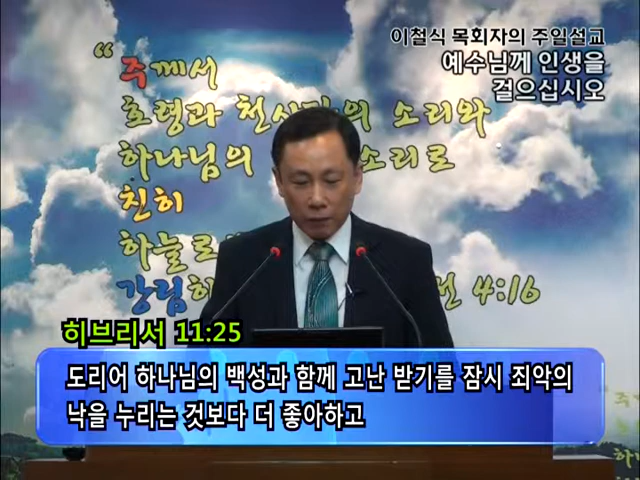 이철식 목회자의 주일설교
예수님께 인생을
걸으십시오
“주께서
호령과 천사장의 소리와
하나님의 소리로
친히
하늘로
강림하 4:16
히브리서 11:25
도리어 하나님의 백성과 함께 고난 받기를 잠시 죄악의
낙을 누리는 것보다 더 좋아하고